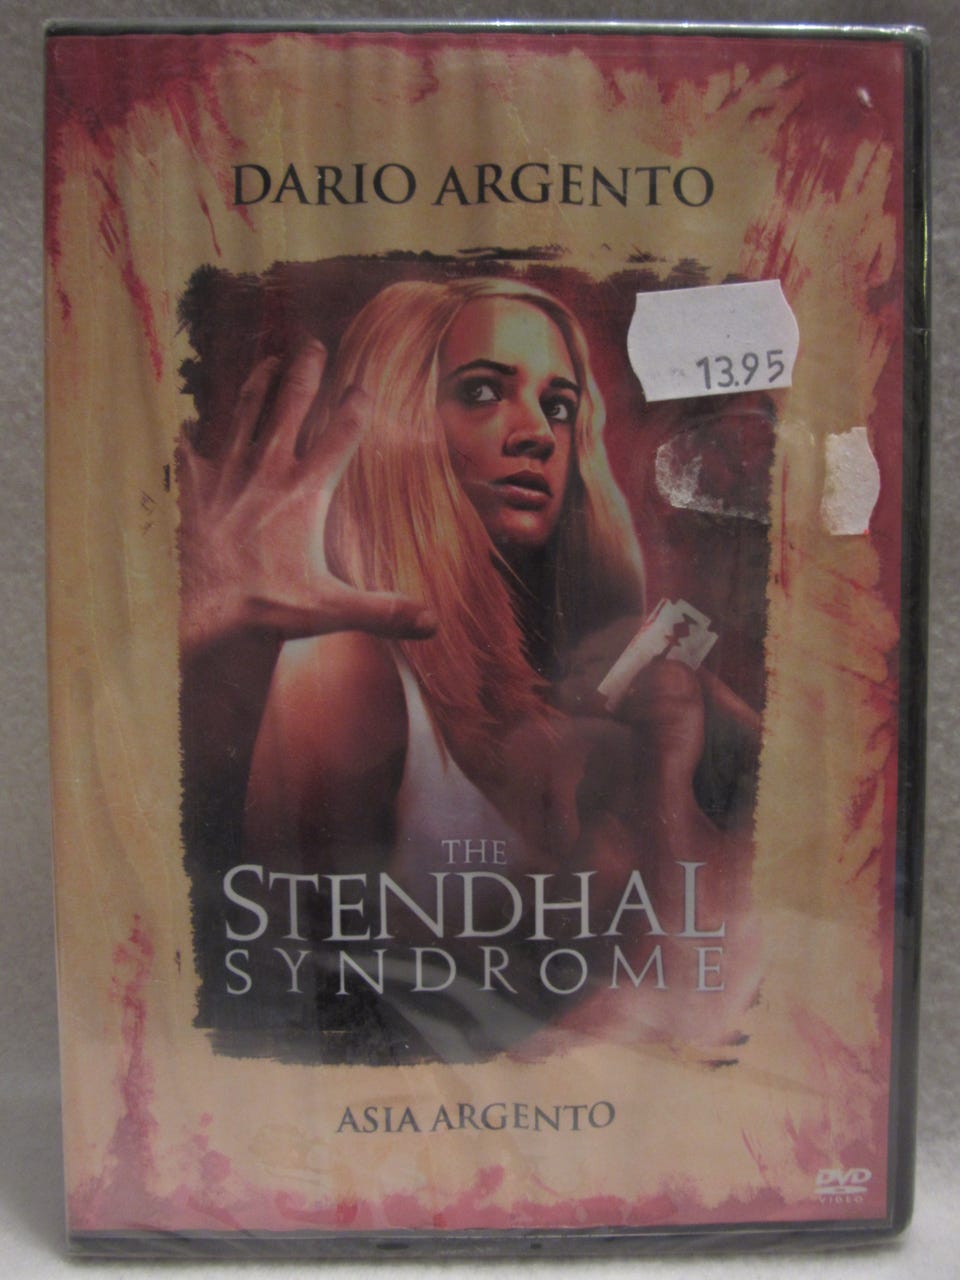 DARIO ARGENTO
13.95
THE
STENDHAL
SYNDROME
ASIA ARGENTO
DVD
VIDEO